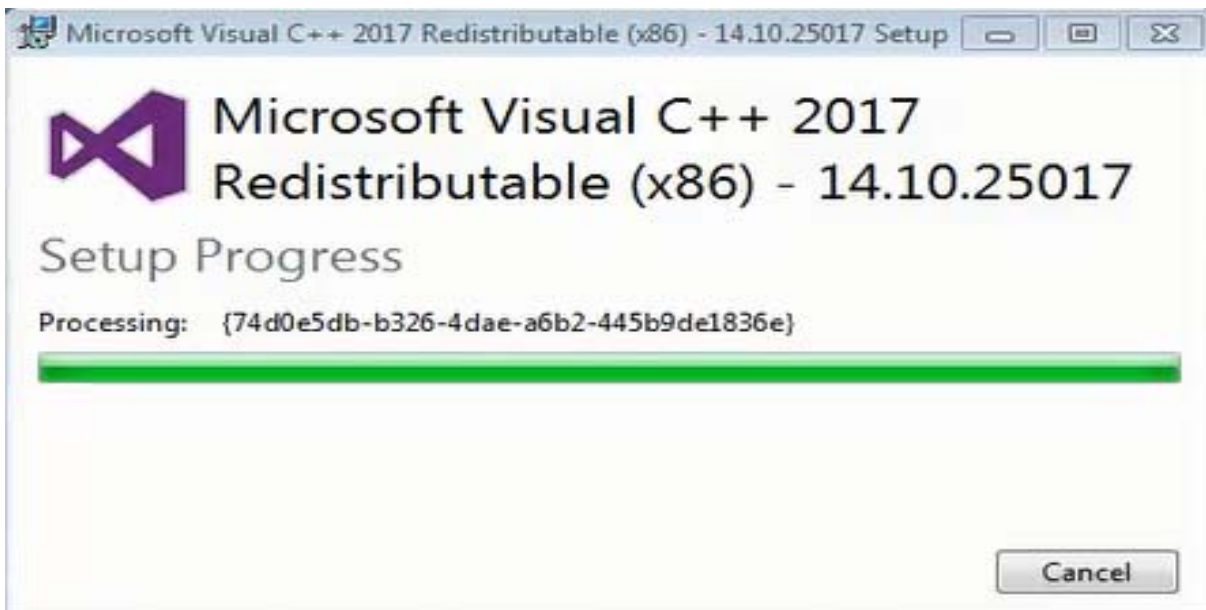 Microsoft Visual C++ 2017 Redistributable (x86) - 14.10.25017 Setup
Microsoft Visual C++ 2017
Redistributable (x86) - 14.10.25017
Setup Progress
Processing: {74d0e5db-b326-4dae-a6b2-445b9de1836e}
Cancel